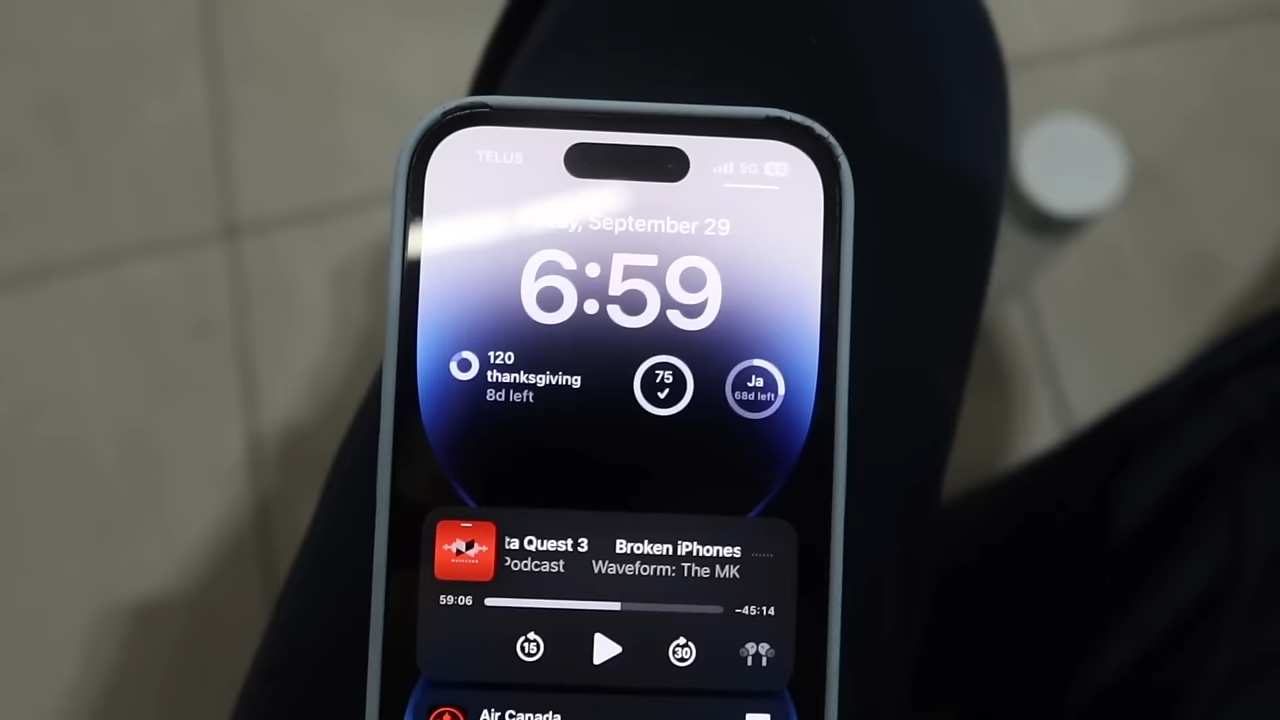 TELUS
5G
September 29
6:59
120
thanksgiving
8d left
75
Ja
68d left
ta Quest 3 Broken iPhones
Podcast Waveform: The MK
59:06
-45:14
15
30
Air Canada